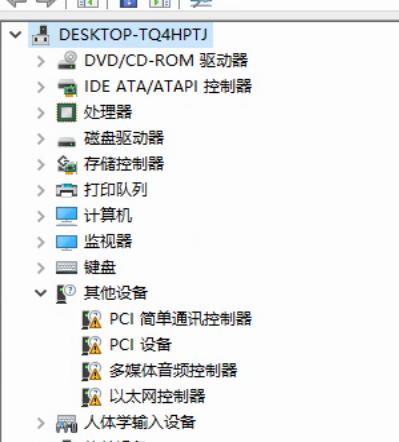 DESKTOP-TQ4HPTJ
DVD/CD-ROM 驱动器
IDE ATA/ATAPI 控制器
处理器
磁盘驱动器
存储控制器
打印队列
计算机
监视器
键盘
其他设备
PCI 简单通讯控制器
PCI 设备
多媒体音频控制器
以太网控制器
人体学输入设备